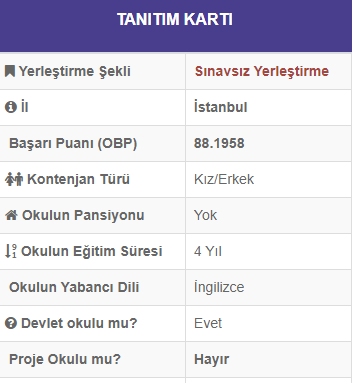 TANITIM KARTI
Yerleştirme Şekli Sınavsız Yerleştirme
İl İstanbul
Başarı Puanı (OBP) 88.1958
Kontenjan Türü Kız/Erkek
Okulun Pansiyonu Yok
Okulun Eğitim Süresi 4 Yıl
Okulun Yabancı Dili İngilizce
Devlet okulu mu? Evet
Proje Okulu mu? Hayır